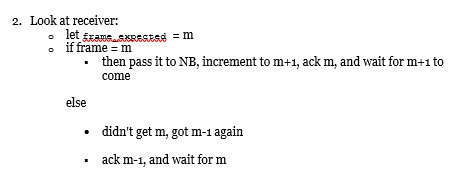 2. Look at receiver:
o let frame_expected = m
o if frame = m
▪ then pass it to NB, increment to m+1, ack m, and wait for m+1 to
come
else
• didn't get m, got m-1 again
▪ ack m-1, and wait for m